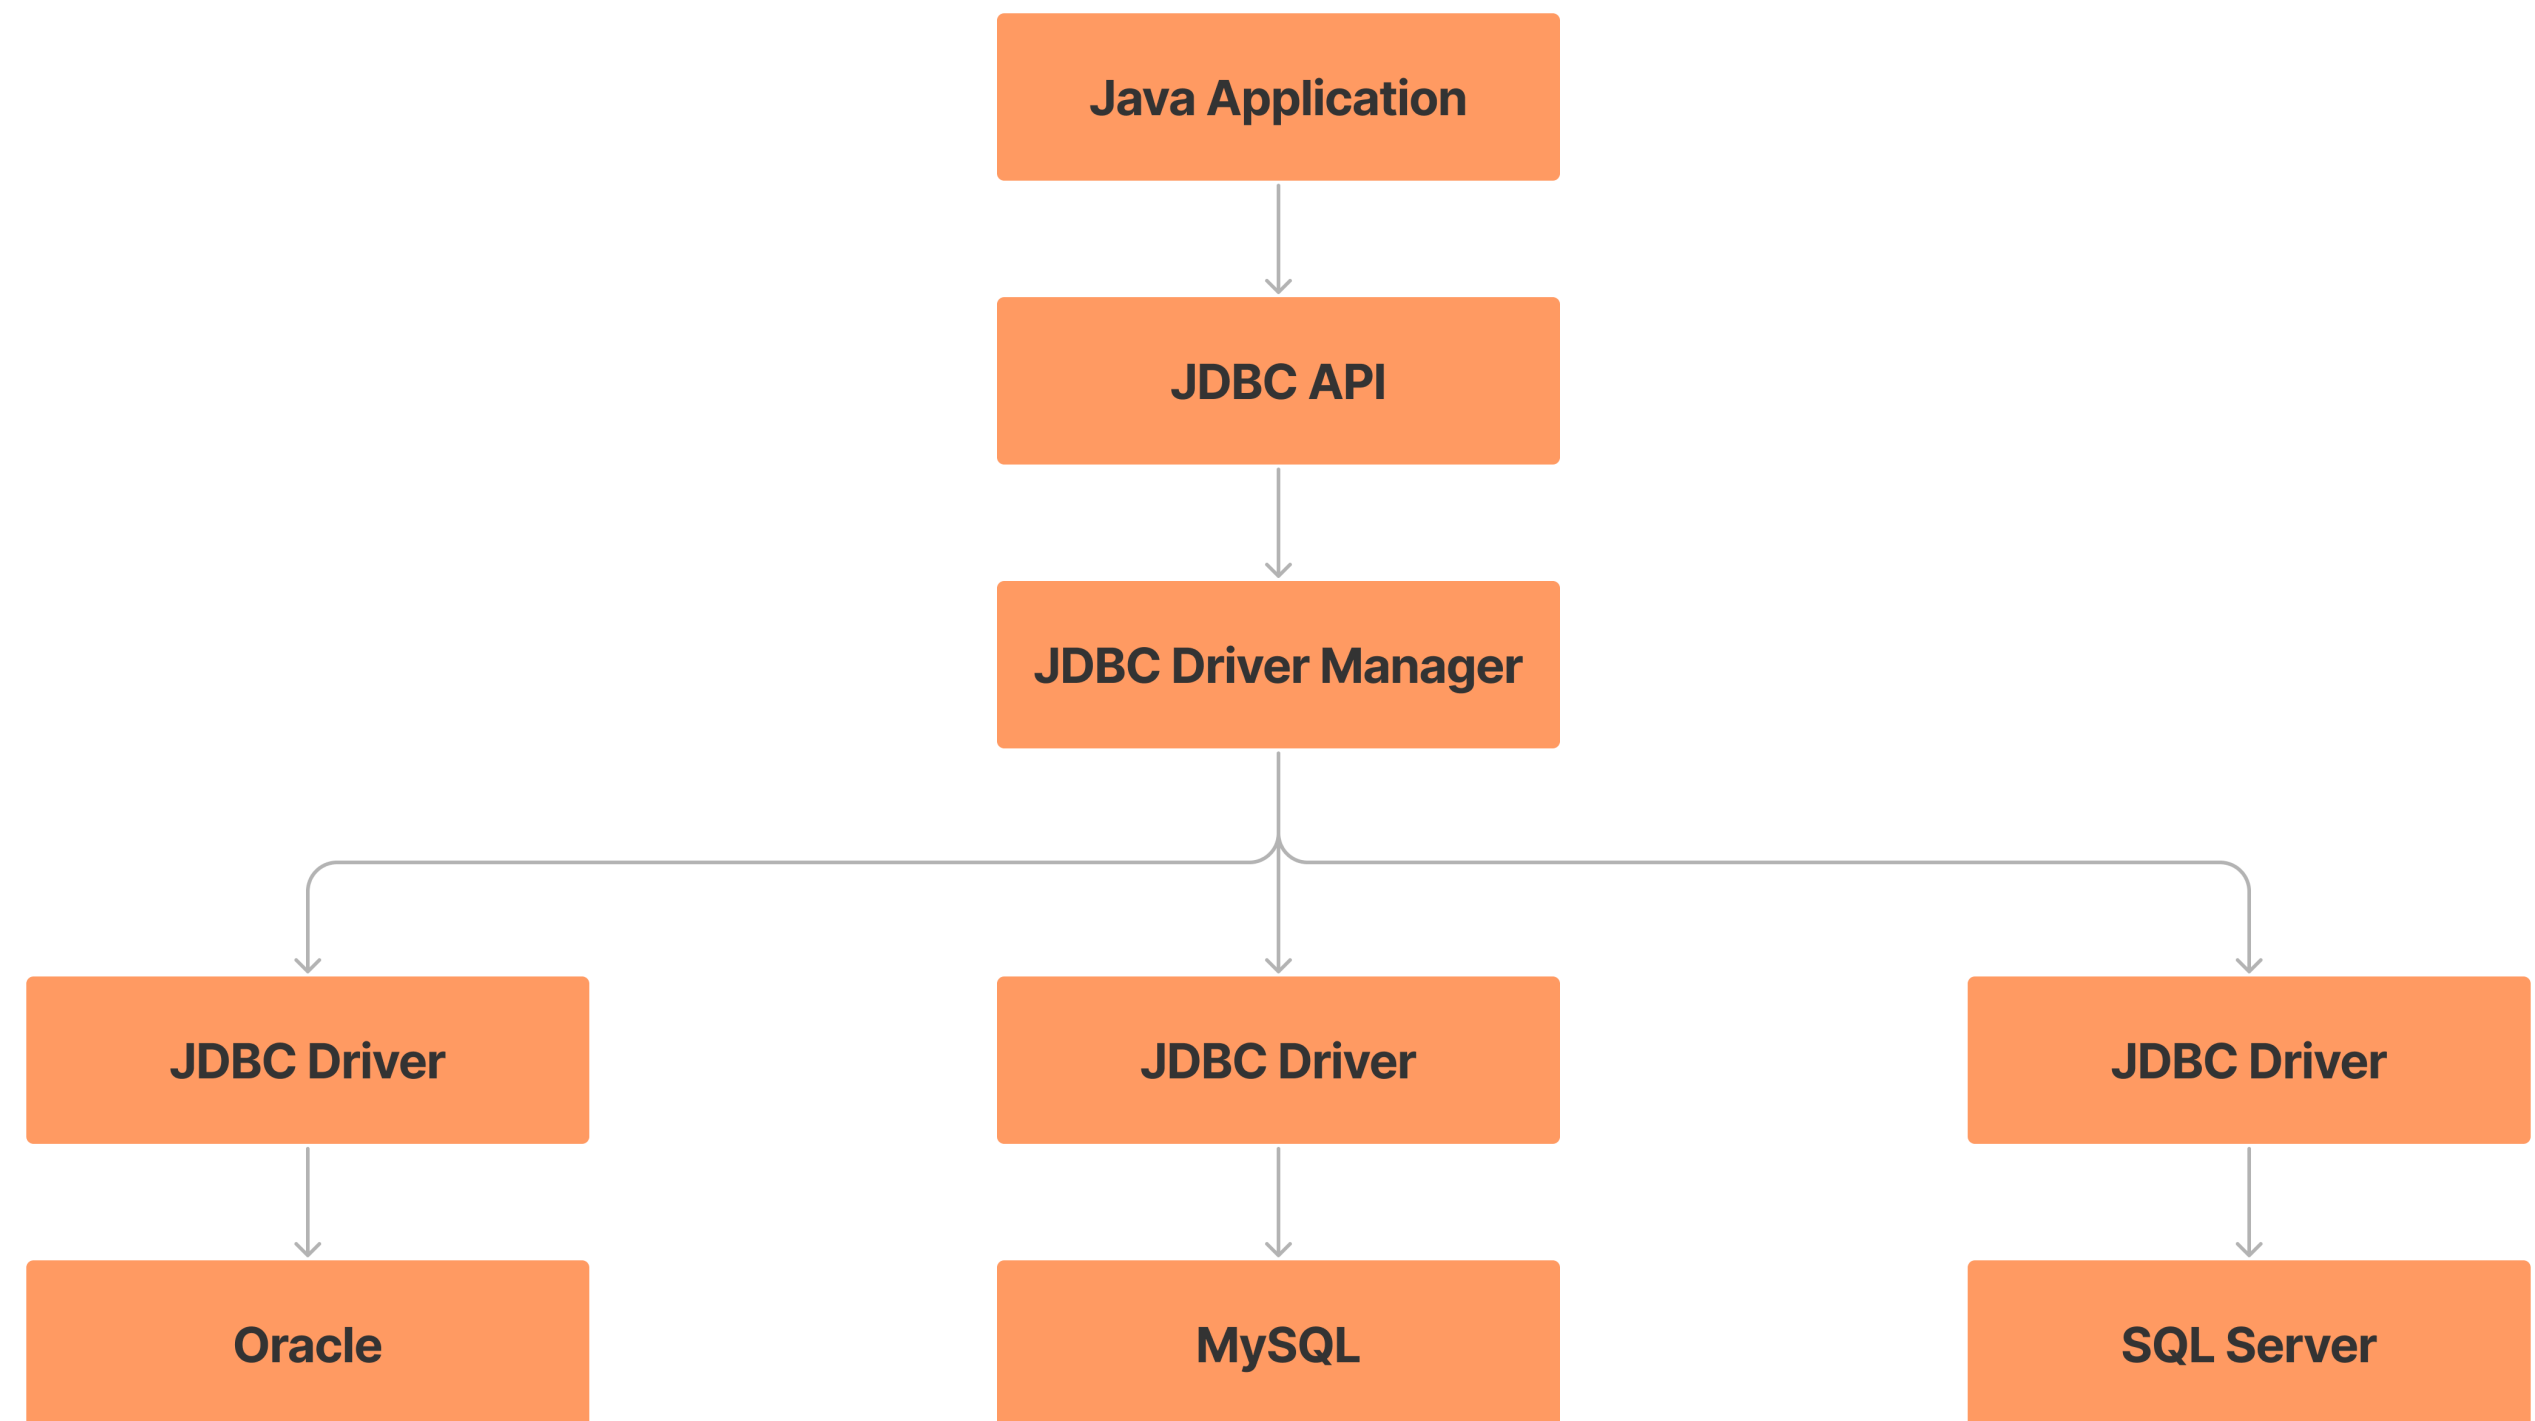 Java Application
JDBC API
JDBC Driver Manager
JDBC Driver
JDBC Driver
JDBC Driver
Oracle
MySQL
SQL Server